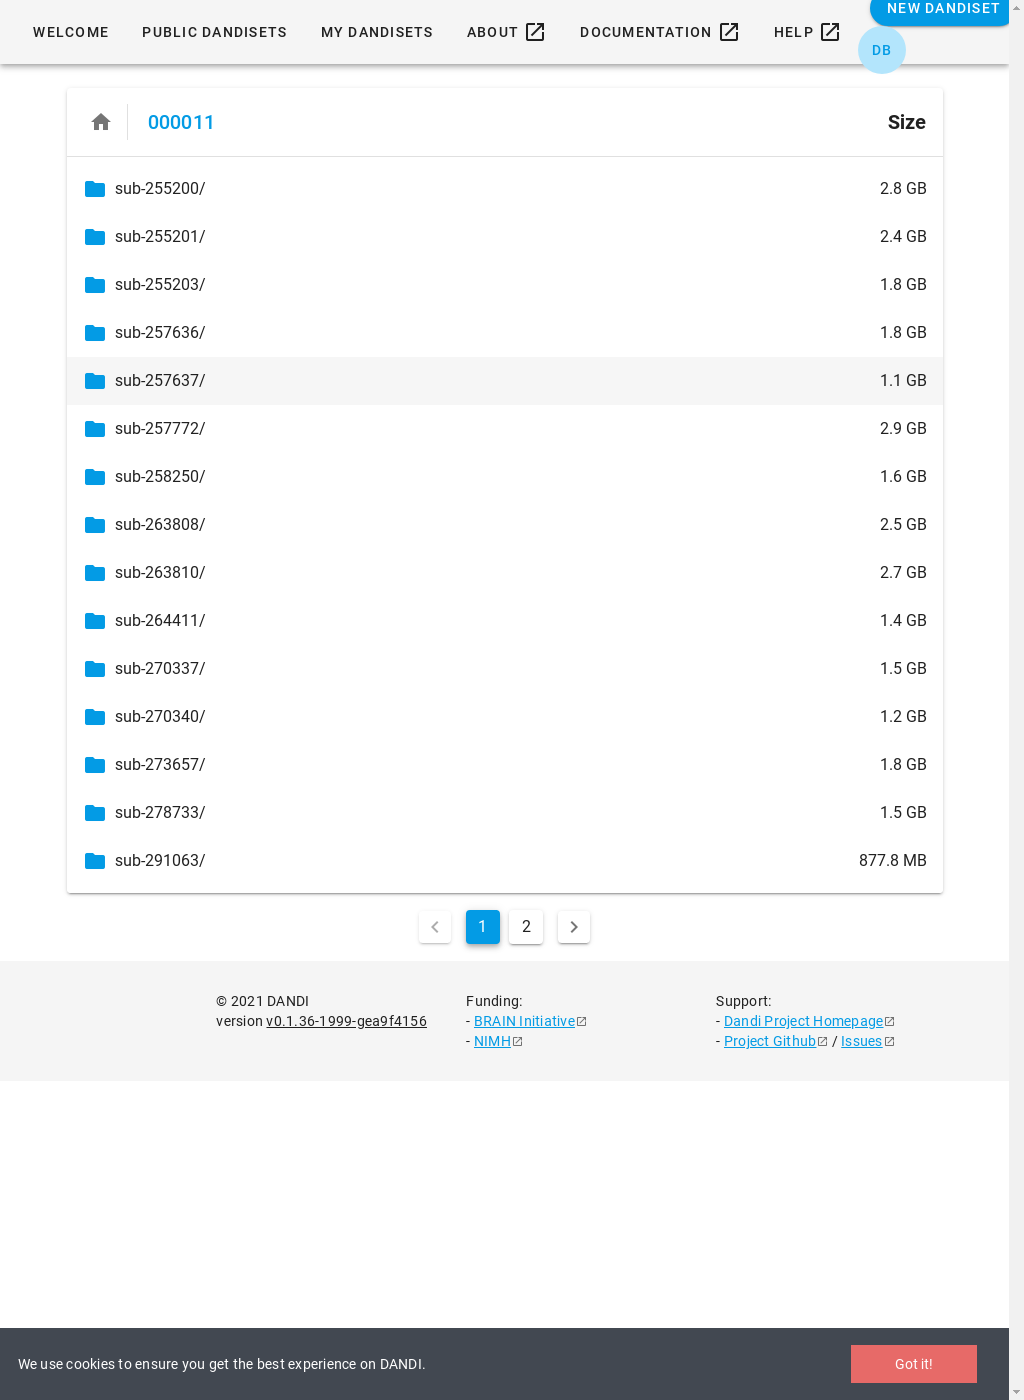 WELCOME PUBLIC DANDISETS MY DANDISETS ABOUT DOCUMENTATION HELP NEW DANDISET
DB
000011 Size
sub-255200/ 2.8 GB
sub-255201/ 2.4 GB
sub-255203/ 1.8 GB
sub-257636/ 1.8 GB
sub-257637/ 1.1 GB
sub-257772/ 2.9 GB
sub-258250/ 1.6 GB
sub-263808/ 2.5 GB
sub-263810/ 2.7 GB
sub-264411/ 1.4 GB
sub-270337/ 1.5 GB
sub-270340/ 1.2 GB
sub-273657/ 1.8 GB
sub-278733/ 1.5 GB
sub-291063/ 877.8 MB
1 2
© 2021 DANDI
version v0.1.36-1999-gea9f4156
Funding:
- BRAIN Initiative
- NIMH
Support:
- Dandi Project Homepage
- Project Github / Issues
We use cookies to ensure you get the best experience on DANDI. Got it!